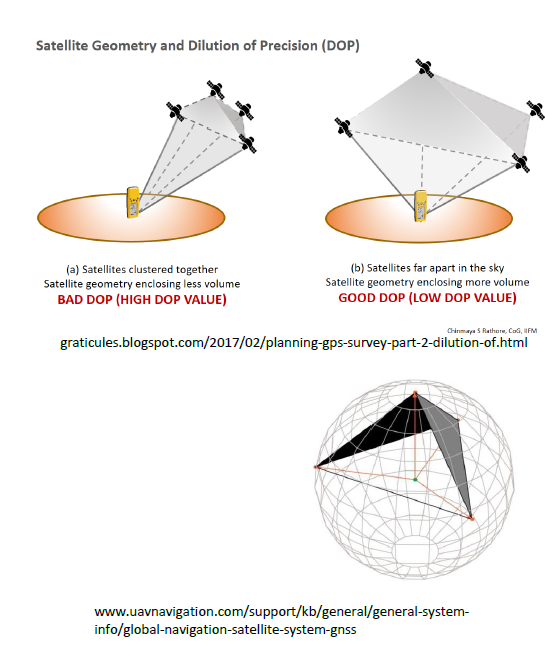 Satellite Geometry and Dilution of Precision (DOP)
(a) Satellites clustered together
Satellite geometry enclosing less volume
BAD DOP (HIGH DOP VALUE)
(b) Satellites far apart in the sky
Satellite geometry enclosing more volume
GOOD DOP (LOW DOP VALUE)
Chinmaya S Rathore, CoG, IIFM
graticules.blogspot.com/2017/02/planning-gps-survey-part-2-dilution-of.html
www.uavnavigation.com/support/kb/general/general-system-
info/global-navigation-satellite-system-gnss